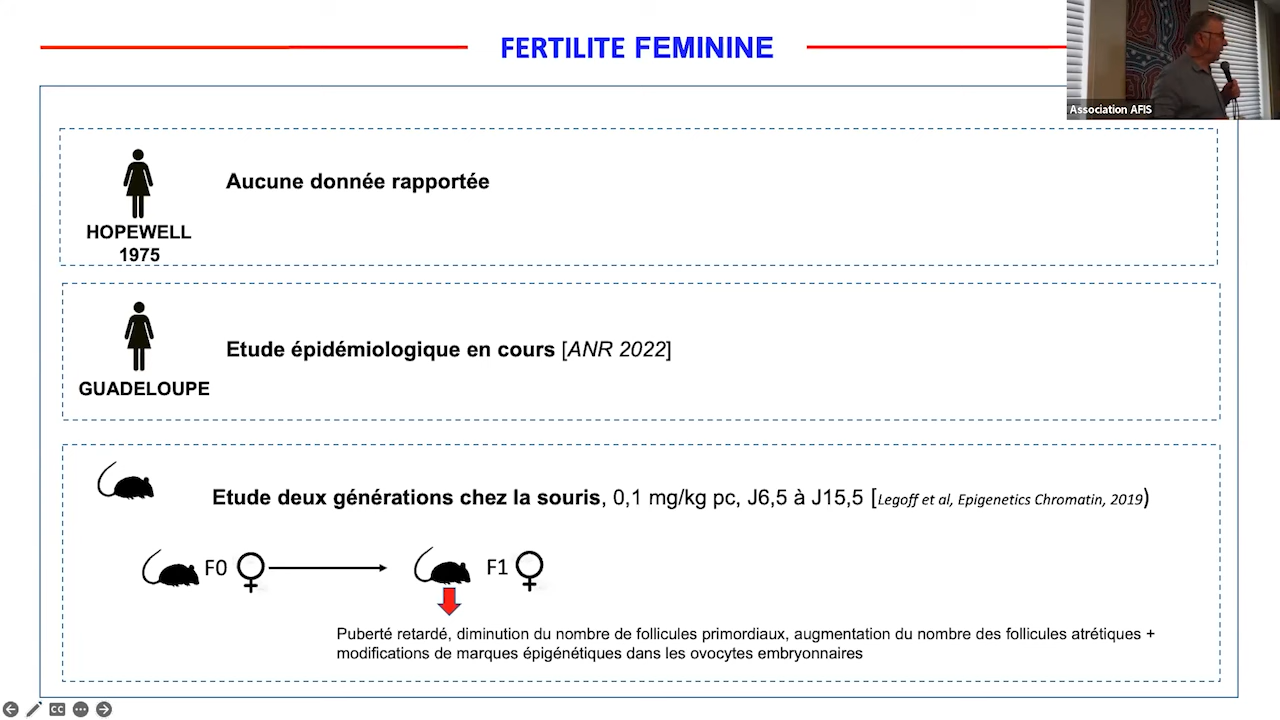 FERTILITE FEMININE
Association AFIS
Aucune donnée rapportée
HOPEWELL
1975
Etude épidémiologique en cours [ANR 2022]
GUADELOUPE
Etude deux générations chez la souris, 0,1 mg/kg pc, J6,5 à J15,5 [Legoff et al, Epigenetics Chromatin, 2019)
F0 F1
Puberté retardé, diminution du nombre de follicules primordiaux, augmentation du nombre des follicules atrétiques +
modifications de marques épigénétiques dans les ovocytes embryonnaires
CC